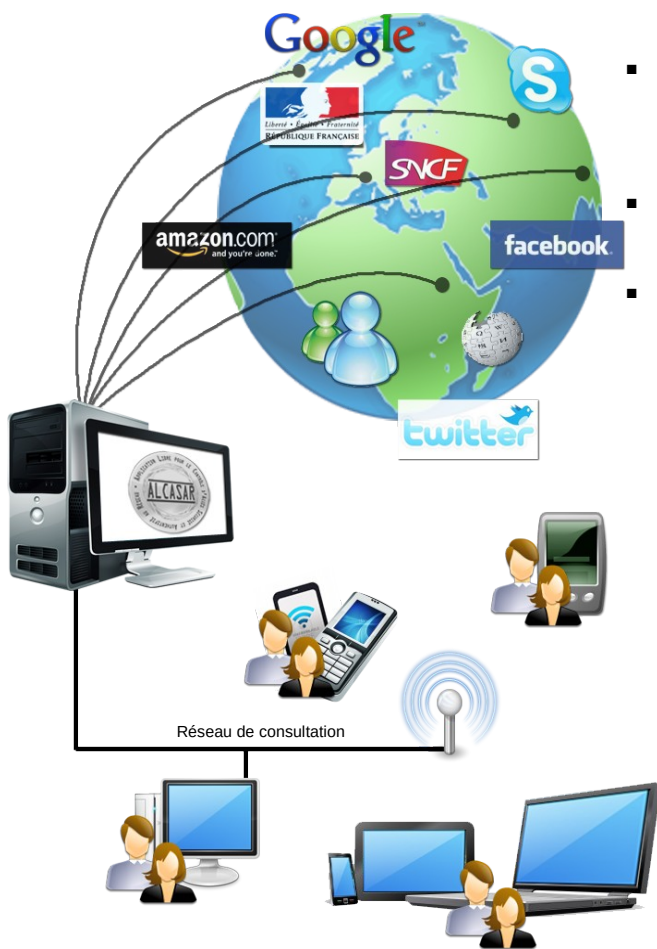 Google
S
Liberté • Égalité • Fraternité
RÉPUBLIQUE FRANÇAISE
SNCF
amazon.com
and you're done.™
facebook.
twitter
ALCASAR
Réseau de consultation